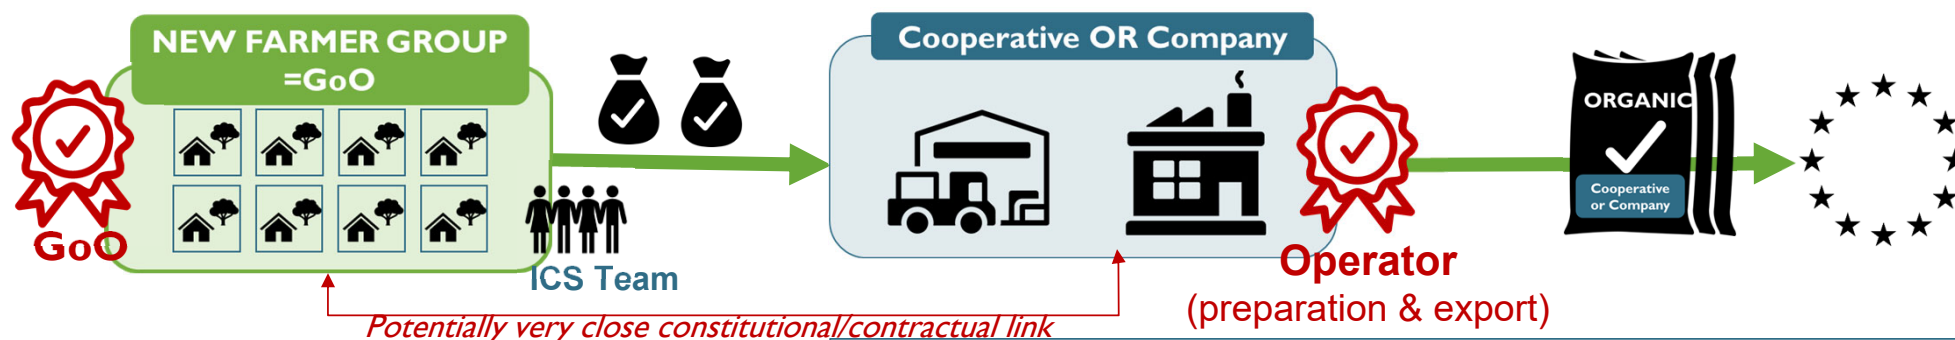 NEW FARMER GROUP
=GoO
GoO
ICS Team
Cooperative OR Company
Potentially very close constitutional/contractual link
Operator
(preparation & export)
ORGANIC
Cooperative
or Company